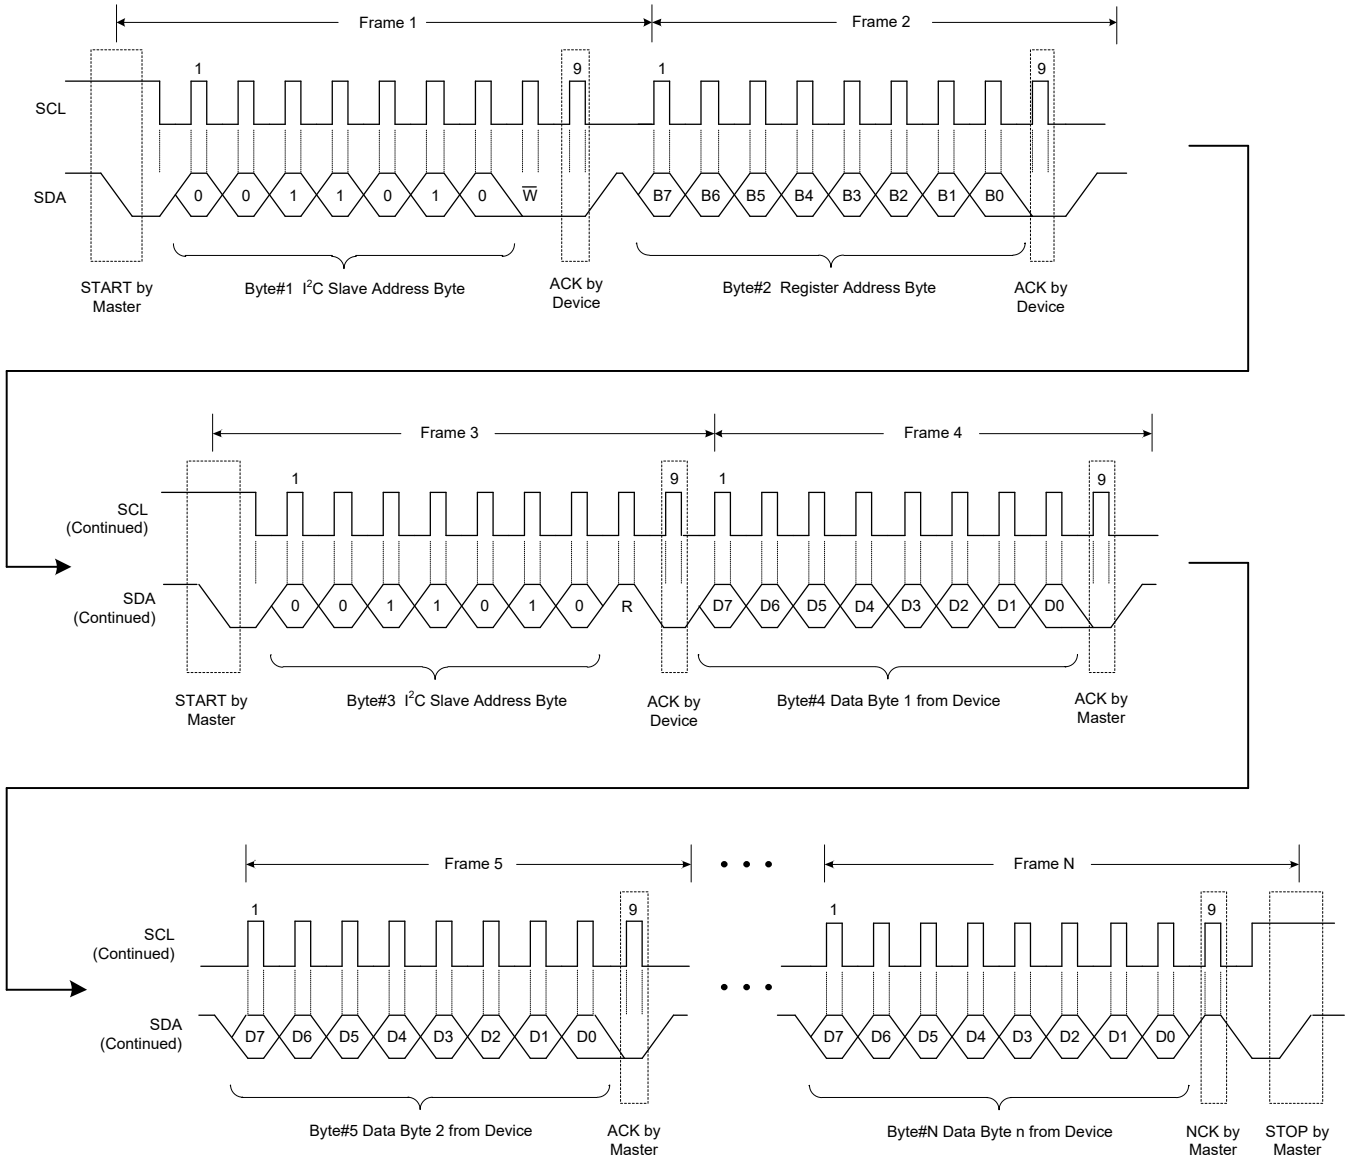 Frame 1 Frame 2
1 9 1 9
SCL
SDA 0 0 1 1 0 1 0 W̅ B7 B6 B5 B4 B3 B2 B1 B0
START by
Master
Byte#1 I²C Slave Address Byte
ACK by
Device
Byte#2 Register Address Byte
ACK by
Device
Frame 3 Frame 4
1 9 1 9
SCL
(Continued)
SDA
(Continued)
0 0 1 1 0 1 0 R D7 D6 D5 D4 D3 D2 D1 D0
START by
Master
Byte#3 I²C Slave Address Byte
ACK by
Device
Byte#4 Data Byte 1 from Device
ACK by
Master
Frame 5 • • • Frame N
1 9 1 9
SCL
(Continued)
• • •
SDA
(Continued)
D7 D6 D5 D4 D3 D2 D1 D0 D7 D6 D5 D4 D3 D2 D1 D0
Byte#5 Data Byte 2 from Device
ACK by
Master
Byte#N Data Byte n from Device
NCK by
Master
STOP by
Master